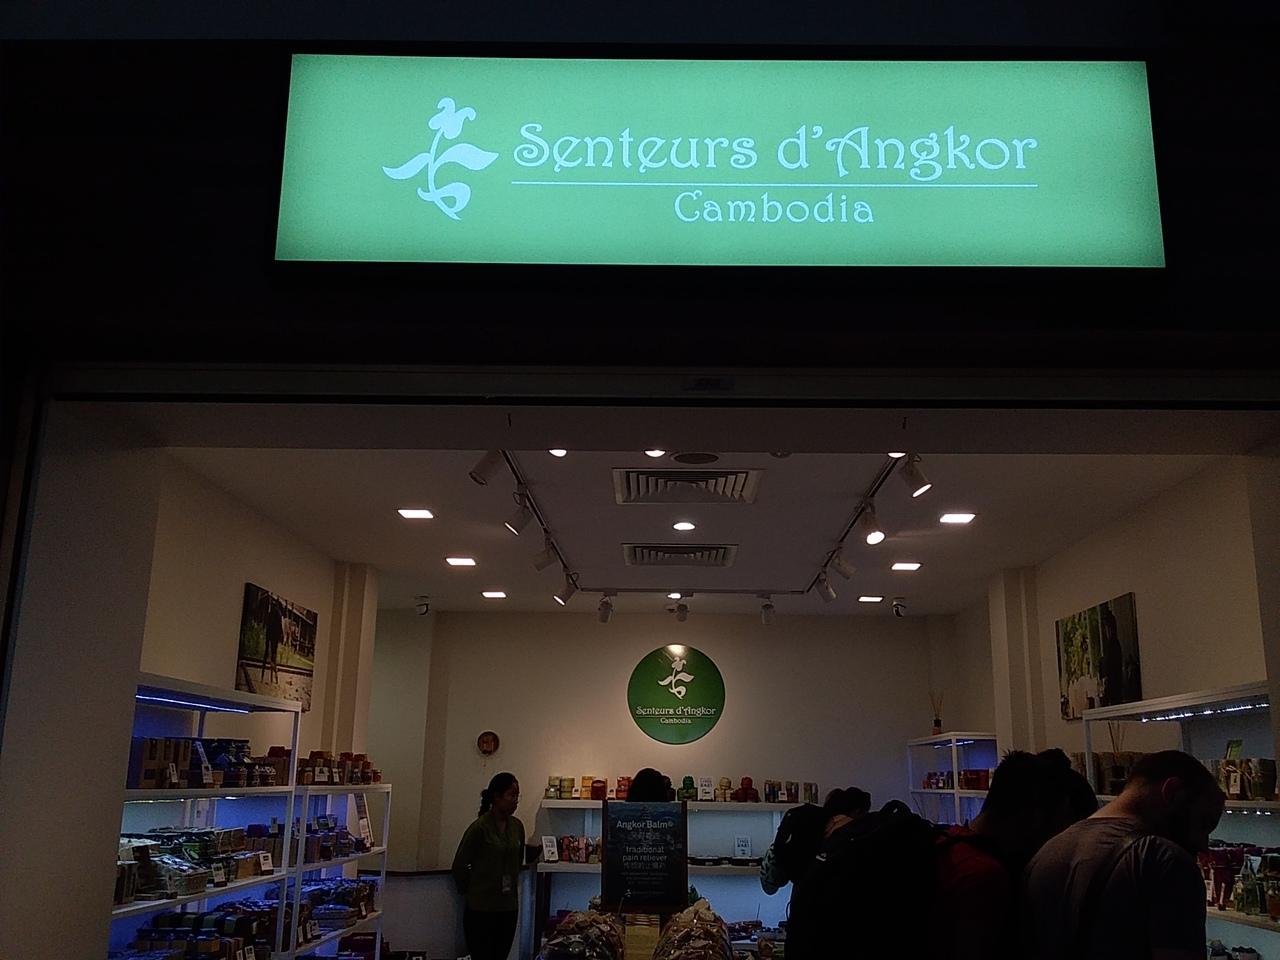 Senteurs d'Angkor
Cambodia
Senteurs d'Angkor
Cambodia
Angkor Balm
traditional
pain reliever